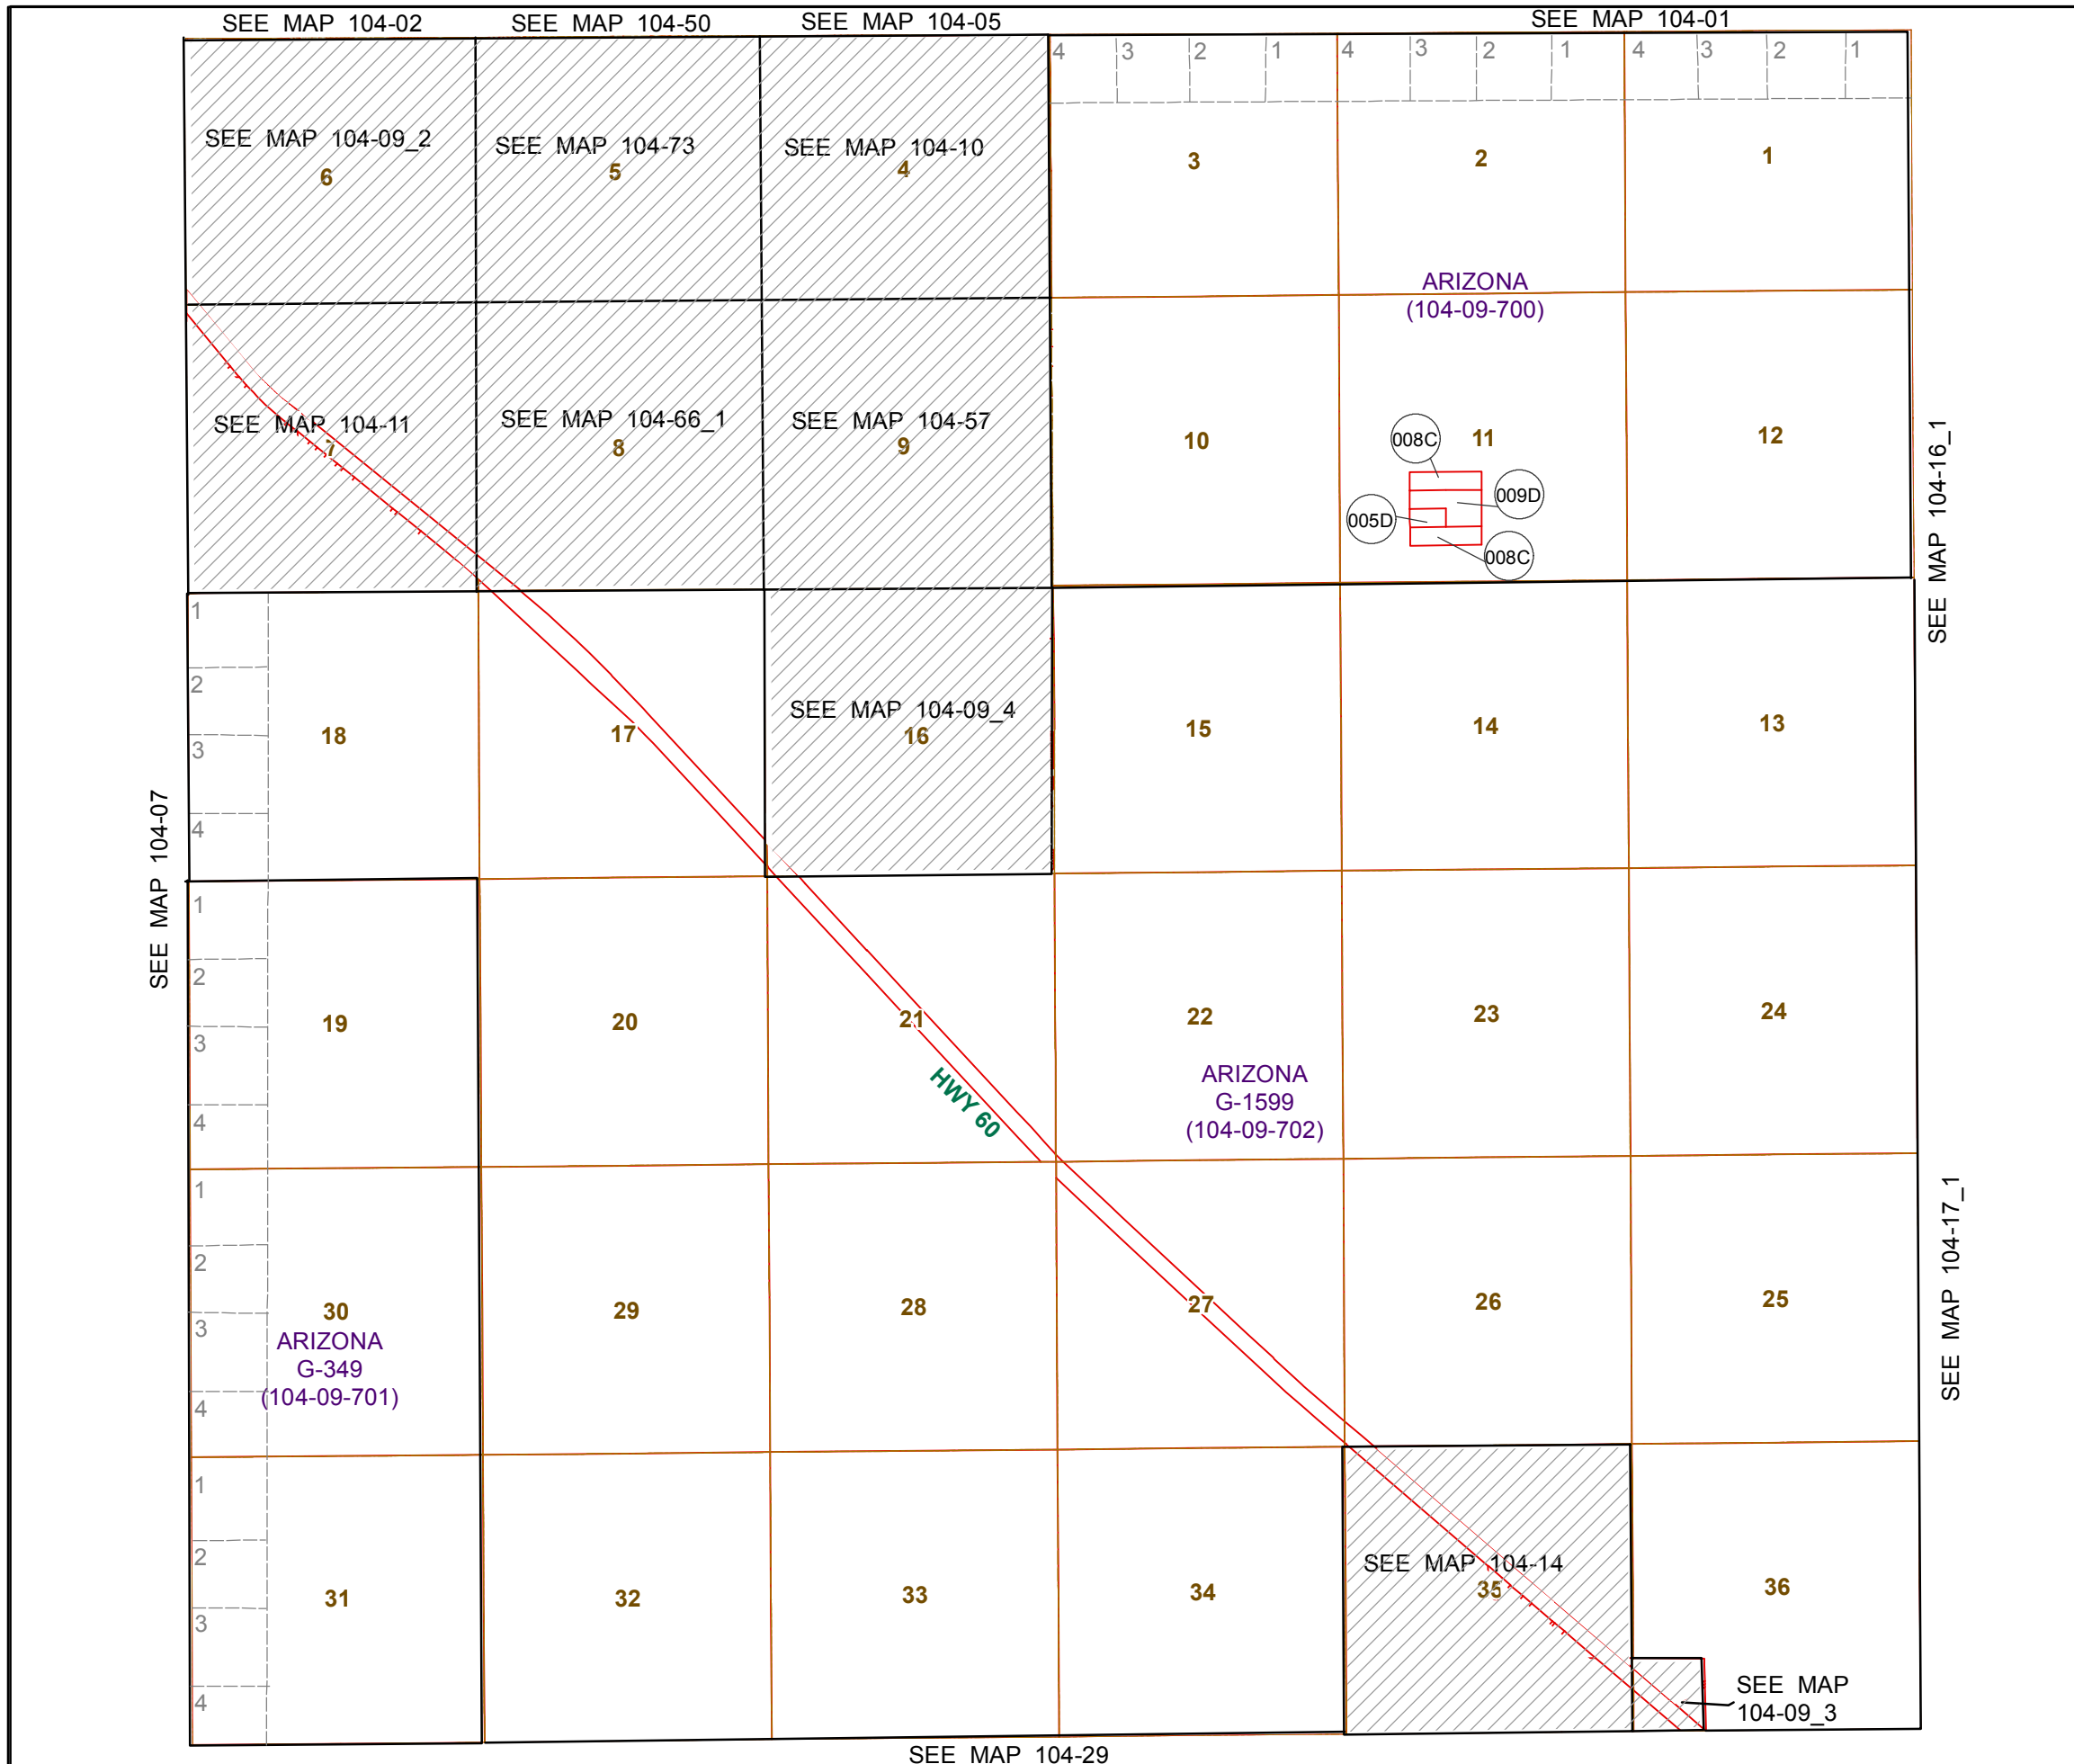 SEE MAP 104-02
SEE MAP 104-50
SEE MAP 104-05
SEE MAP 104-01
4 3 2 1 4 3 2 1 4 3 2 1
SEE MAP 104-09_2
6
SEE MAP 104-73
5
SEE MAP 104-10
4
3
2
1
ARIZONA
(104-09-700)
SEE MAP 104-11
7
SEE MAP 104-66_1
8
SEE MAP 104-57
9
10
11
12
008C
009D
005D
008C
SEE MAP 104-16_1
1
2
3
4
18
17
SEE MAP 104-09_4
16
15
14
13
SEE MAP 104-07
1
2
3
4
19
20
21
22
23
24
HWY 60
ARIZONA
G-1599
(104-09-702)
1
2
3
4
30
ARIZONA
G-349
(104-09-701)
29
28
27
26
25
SEE MAP 104-17_1
1
2
3
4
31
32
33
34
SEE MAP 104-14
35
36
SEE MAP
104-09_3
SEE MAP 104-29